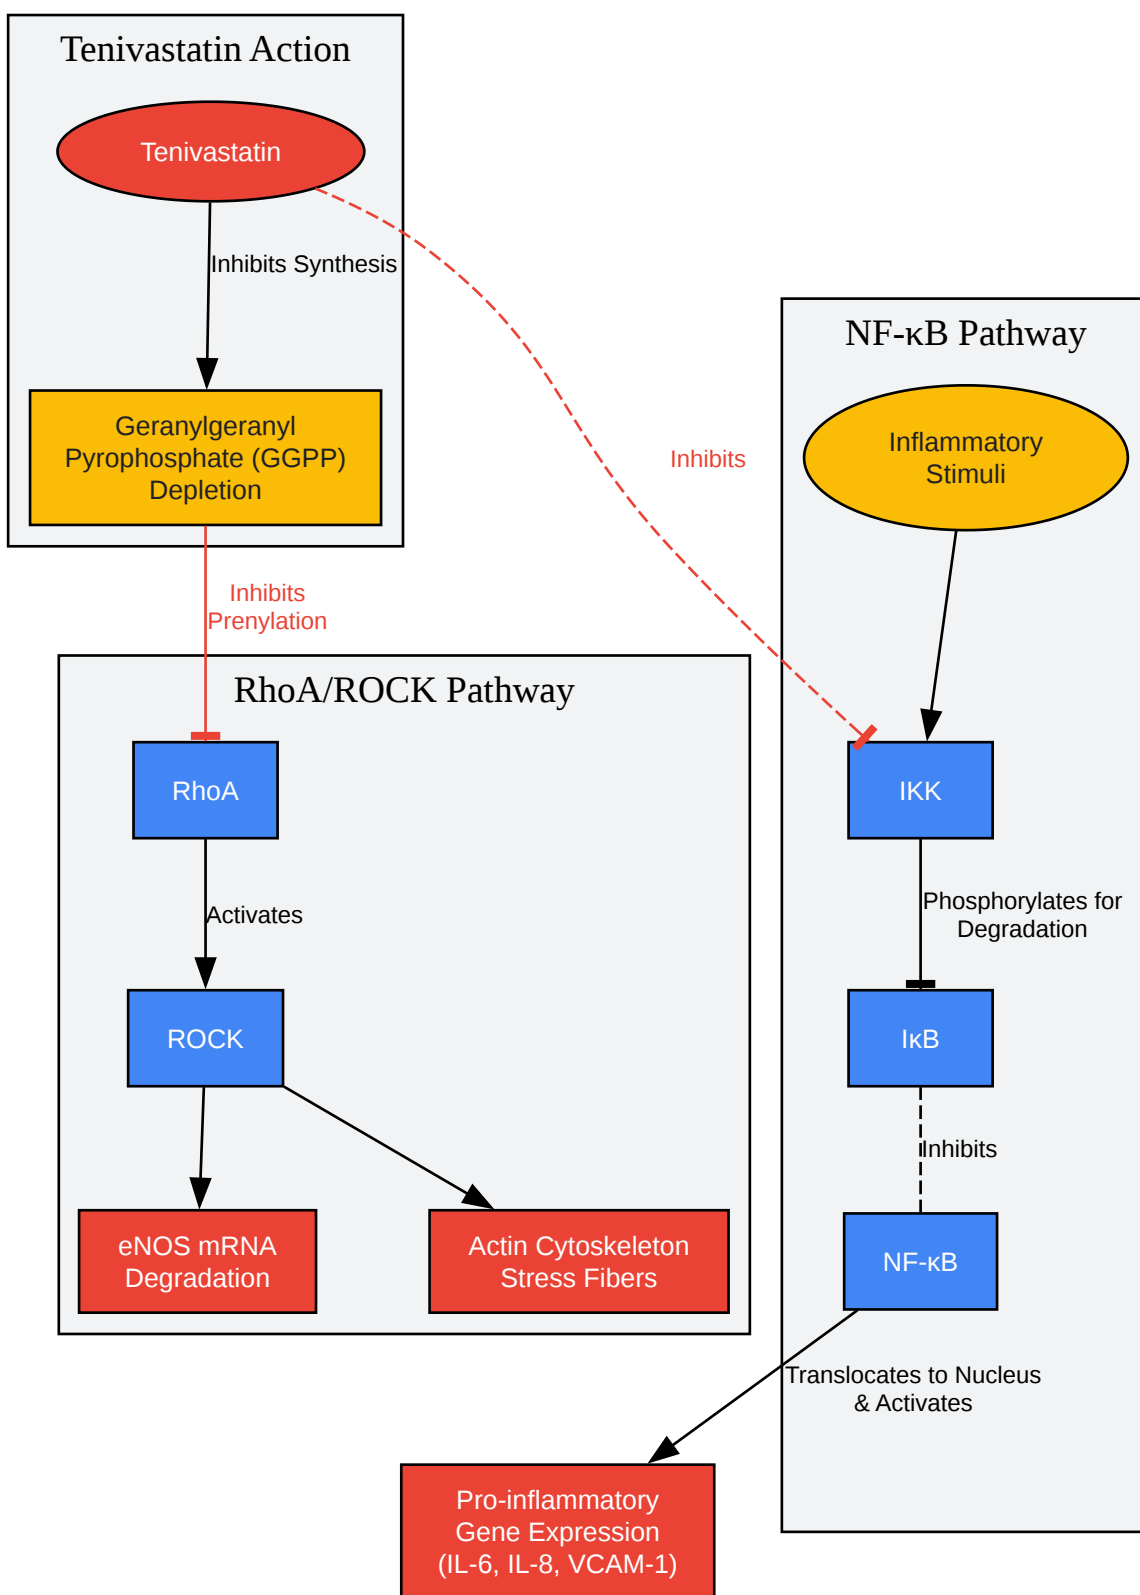 Tenivastatin Action
Tenivastatin
Inhibits Synthesis
Geranylgeranyl
Pyrophosphate (GGPP)
Depletion
Inhibits
Prenylation
RhoA/ROCK Pathway
RhoA
Activates
ROCK
eNOS mRNA
Degradation
Actin Cytoskeleton
Stress Fibers
Inhibits
NF-κB Pathway
Inflammatory
Stimuli
IKK
Phosphorylates for
Degradation
IκB
Inhibits
NF-κB
Translocates to Nucleus
& Activates
Pro-inflammatory
Gene Expression
(IL-6, IL-8, VCAM-1)